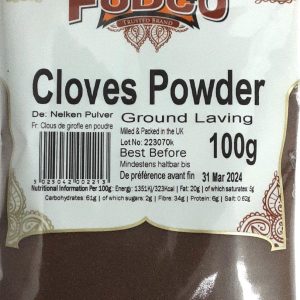 FUDCO
TRUSTED BRAND
Cloves Powder
De: Nelken Pulver
Ground Laving
Fr: Clous de girofle en poudre
Milled & Packed in the UK
Lot No: 223070k
100g
Best Before
Mindestens haltbar bis
De préférence avant fin 31 Mar 2024
5 025042 002213
Nutritional Information Per 100g: Energy: 1351KJ/323Kcal | Fat: 20g | of which saturates: 5g
Carbohydrates: 61g | of which sugars: 2g | Fibre: 34g | Protein: 6g | Salt: 0.62g